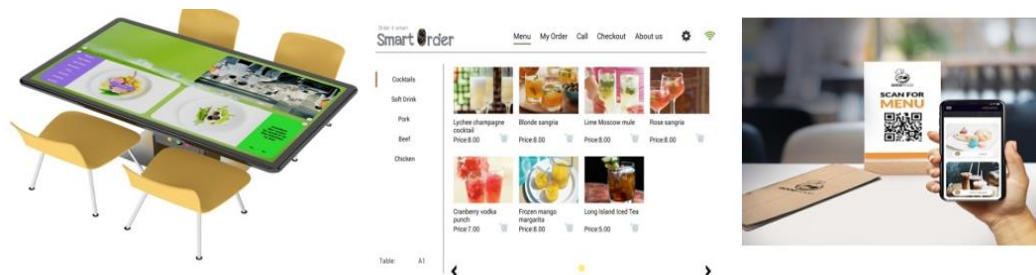 Order it smart
Smart Order
Menu My Order Call Checkout About us
Cocktails
Soft Drink
Pork
Beef
Chicken
Lychee champagne
cocktail
Price:8.00
Blonde sangria
Price:8.00
Lime Moscow mule
Price:8.00
Rose sangria
Price:8.00
Cranberry vodka
punch
Price:7.00
Frozen mango
margarita
Price:8.00
Long Island Iced Tea
Price:5.00
Table: A1
SCAN FOR
MENU